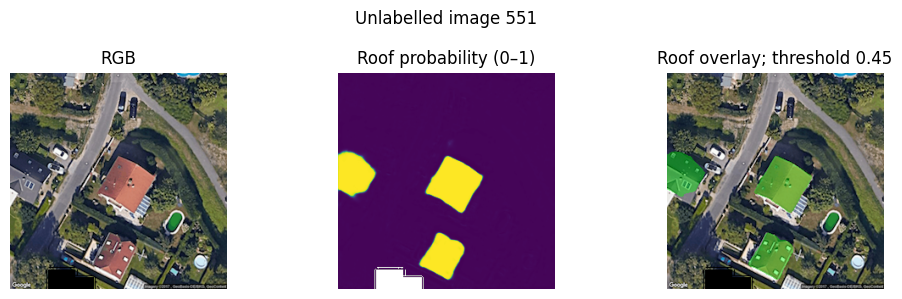 Unlabelled image 551
RGB
Roof probability (0–1)
Roof overlay; threshold 0.45
Google
Google